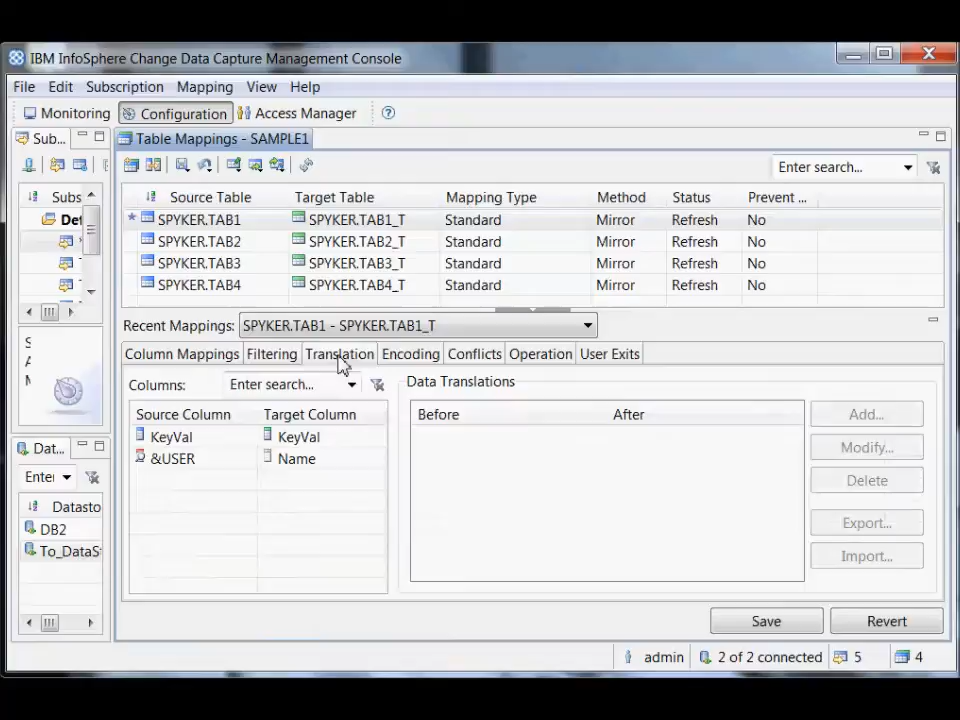 IBM InfoSphere Change Data Capture Management Console
File Edit Subscription Mapping View Help
Monitoring Configuration Access Manager
Sub...
Table Mappings - SAMPLE1
Enter search...
Subs
Source Table Target Table Mapping Type Method Status Prevent ...
SPYKER.TAB1 SPYKER.TAB1_T Standard Mirror Refresh No
SPYKER.TAB2 SPYKER.TAB2_T Standard Mirror Refresh No
SPYKER.TAB3 SPYKER.TAB3_T Standard Mirror Refresh No
SPYKER.TAB4 SPYKER.TAB4_T Standard Mirror Refresh No
Recent Mappings: SPYKER.TAB1 - SPYKER.TAB1_T
Column Mappings Filtering Translation Encoding Conflicts Operation User Exits
Columns: Enter search... Data Translations
Source Column Target Column Before After Add...
KeyVal KeyVal
&USER Name Modify...
Delete
Export...
Import...
Dat...
Enter
Datasto
DB2
To_DataS
Save Revert
admin 2 of 2 connected 5 4